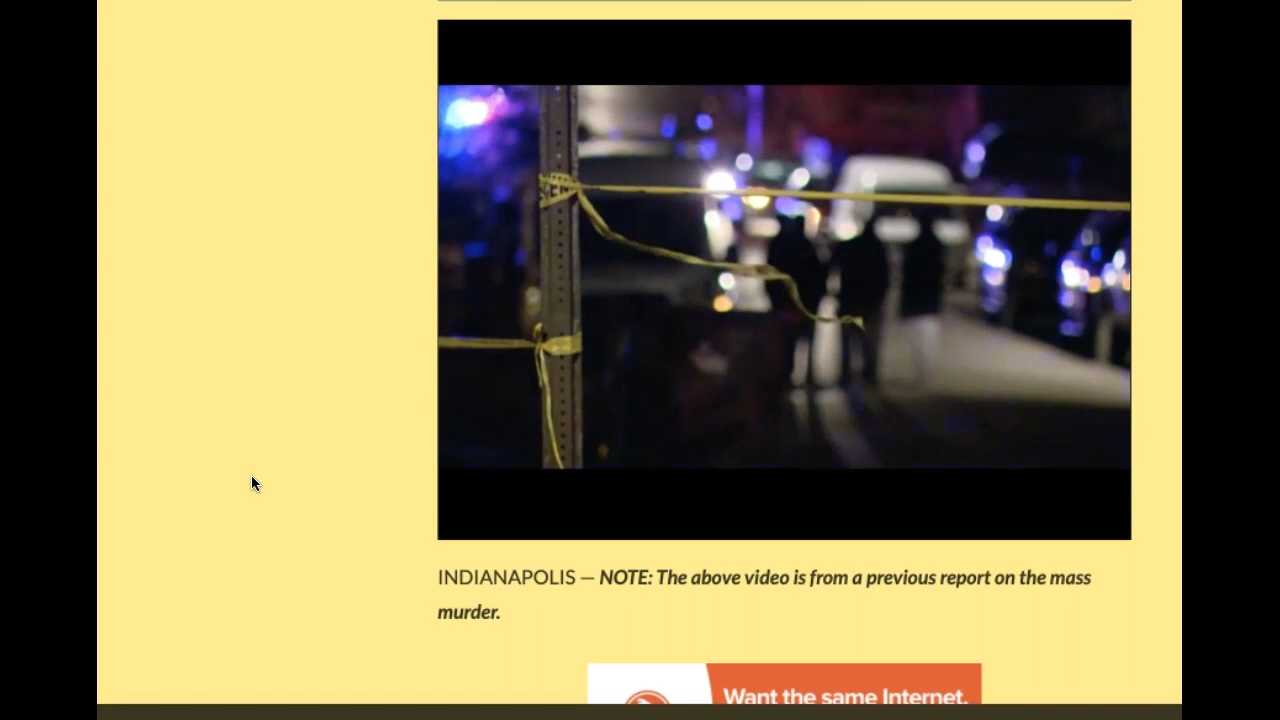 INDIANAPOLIS — NOTE: The above video is from a previous report on the mass
murder.
Want the same Internet,